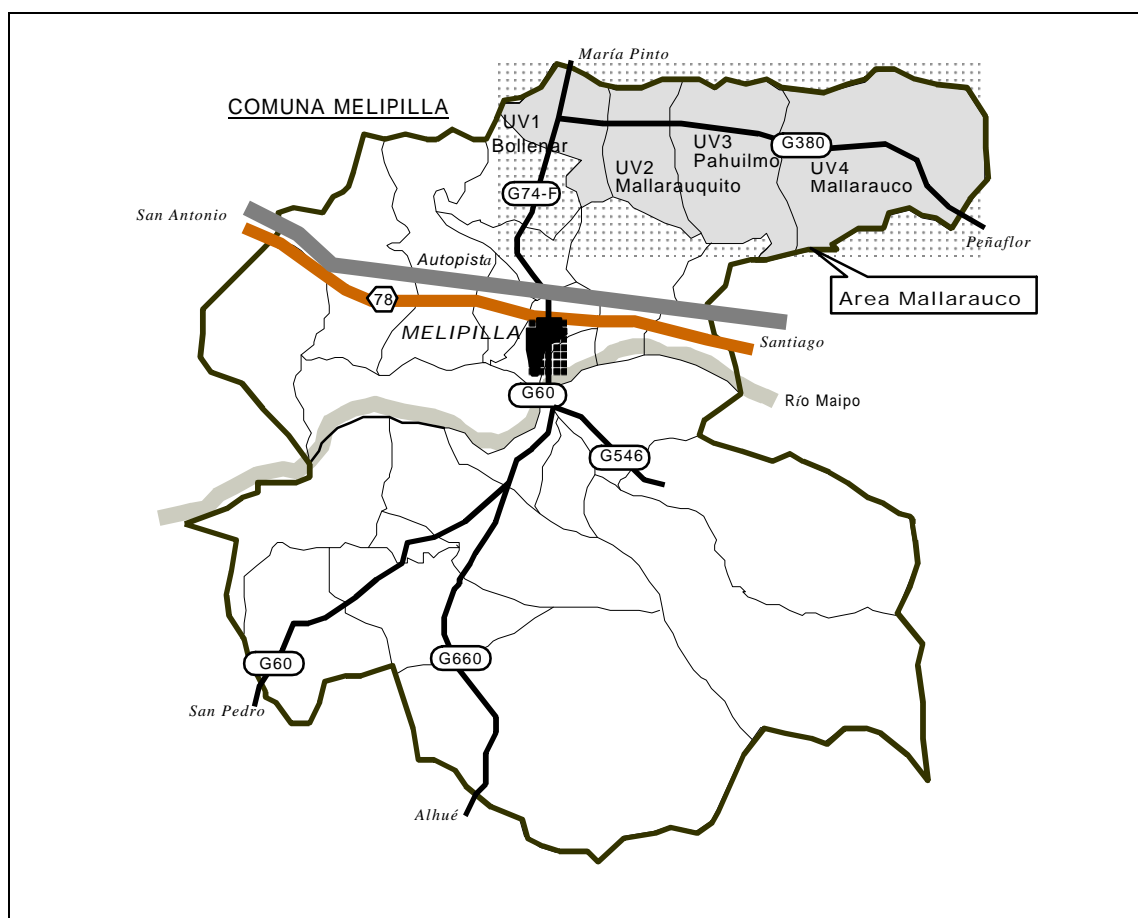 María Pinto
COMUNA MELIPILLA
UV1
Bollenar
UV3
Pahuilmo
G380
UV2
Mallarauquito
UV4
Mallarauco
G74-F
San Antonio
Peñaflor
Autopista
Area Mallarauco
78
MELIPILLA
Santiago
G60
Río Maipo
G546
G60
G660
San Pedro
Alhué